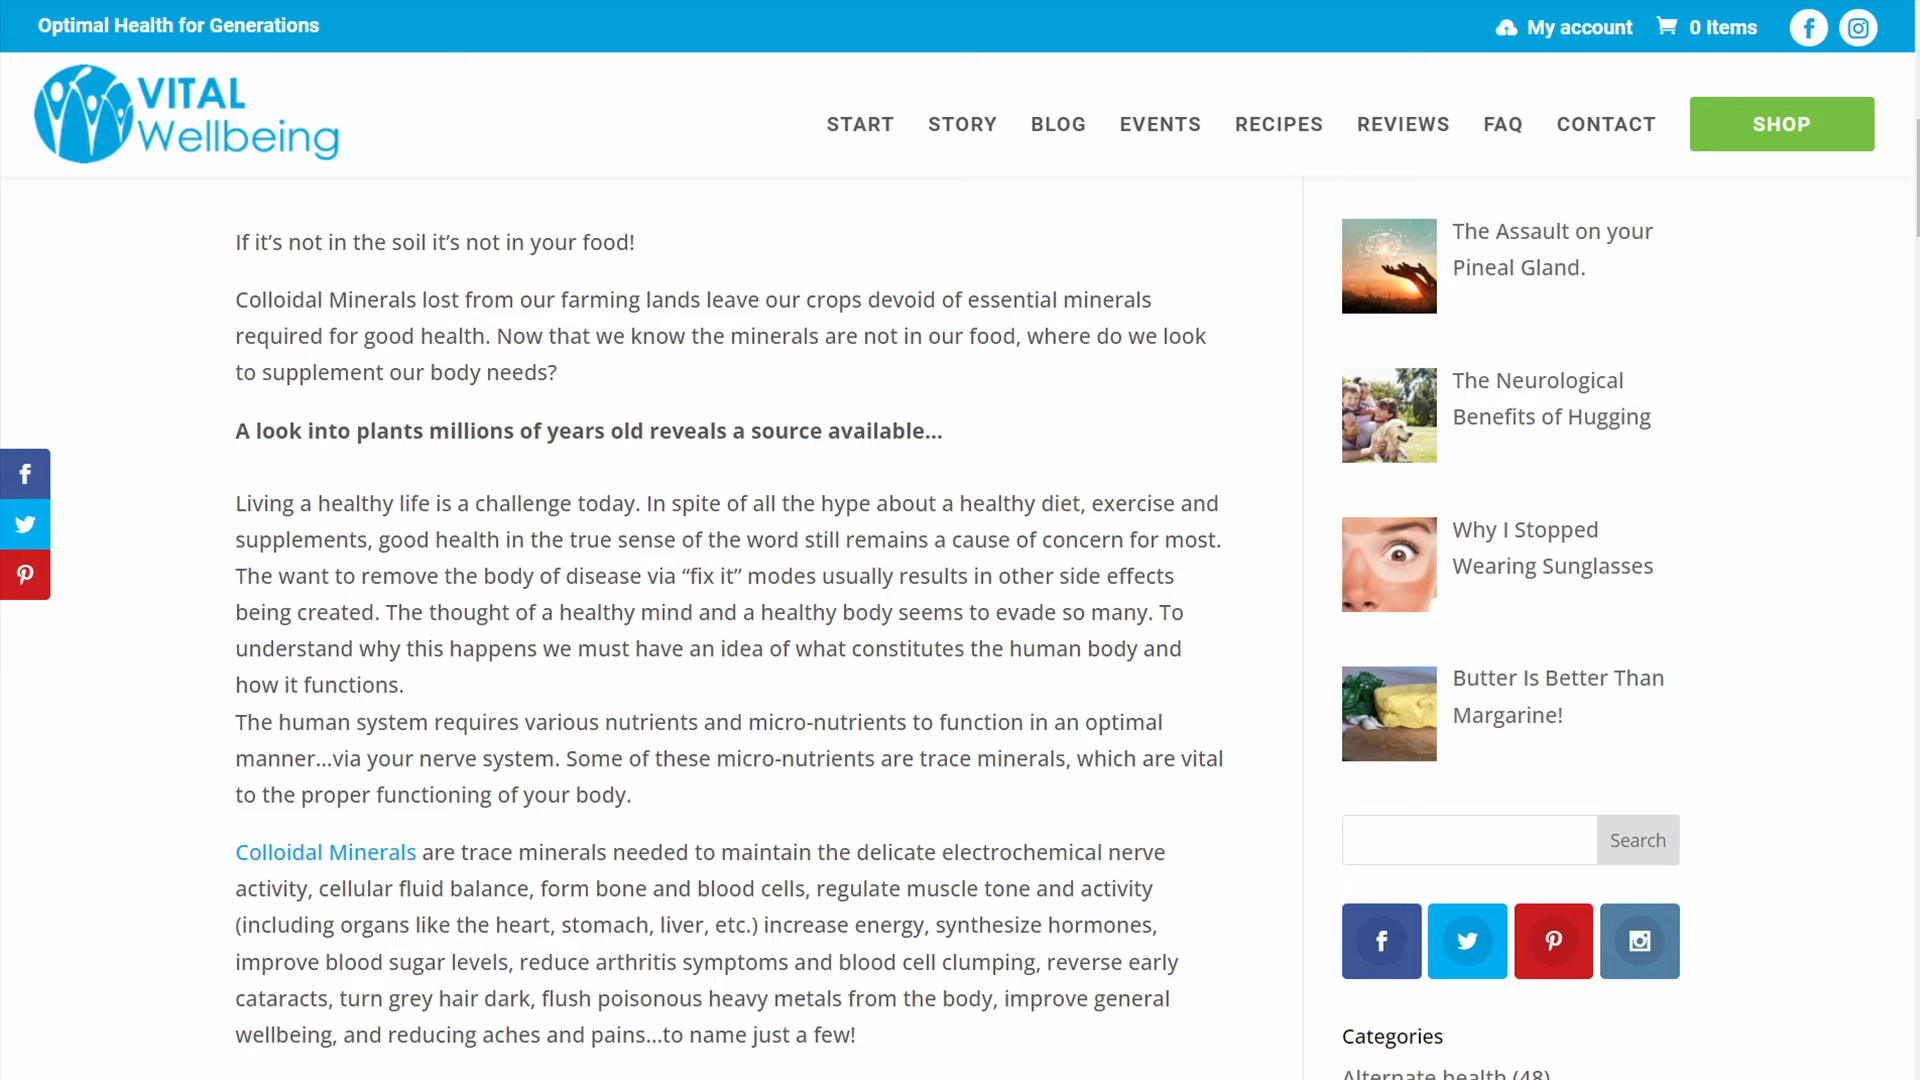 Optimal Health for Generations
My account
0 Items
VITAL
Wellbeing
START STORY BLOG EVENTS RECIPES REVIEWS FAQ CONTACT SHOP
If it’s not in the soil it’s not in your food!
Colloidal Minerals lost from our farming lands leave our crops devoid of essential minerals
required for good health. Now that we know the minerals are not in our food, where do we look
to supplement our body needs?
A look into plants millions of years old reveals a source available…
Living a healthy life is a challenge today. In spite of all the hype about a healthy diet, exercise and
supplements, good health in the true sense of the word still remains a cause of concern for most.
The want to remove the body of disease via “fix it” modes usually results in other side effects
being created. The thought of a healthy mind and a healthy body seems to evade so many. To
understand why this happens we must have an idea of what constitutes the human body and
how it functions.
The human system requires various nutrients and micro-nutrients to function in an optimal
manner…via your nerve system. Some of these micro-nutrients are trace minerals, which are vital
to the proper functioning of your body.
Colloidal Minerals are trace minerals needed to maintain the delicate electrochemical nerve
activity, cellular fluid balance, form bone and blood cells, regulate muscle tone and activity
(including organs like the heart, stomach, liver, etc.) increase energy, synthesize hormones,
improve blood sugar levels, reduce arthritis symptoms and blood cell clumping, reverse early
cataracts, turn grey hair dark, flush poisonous heavy metals from the body, improve general
wellbeing, and reducing aches and pains…to name just a few!
The Assault on your
Pineal Gland.
The Neurological
Benefits of Hugging
Why I Stopped
Wearing Sunglasses
Butter Is Better Than
Margarine!
Search
Categories
Alternate health (48)